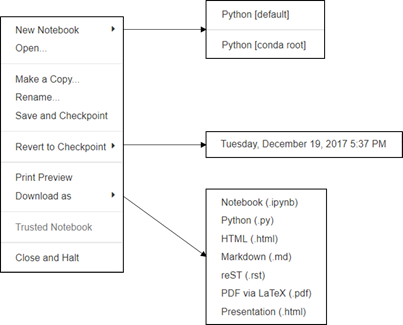 New Notebook
Open...
Make a Copy...
Rename...
Save and Checkpoint
Revert to Checkpoint
Print Preview
Download as
Trusted Notebook
Close and Halt
Python [default]
Python [conda root]
Tuesday, December 19, 2017 5:37 PM
Notebook (.ipynb)
Python (.py)
HTML (.html)
Markdown (.md)
reST (.rst)
PDF via LaTeX (.pdf)
Presentation (.html)